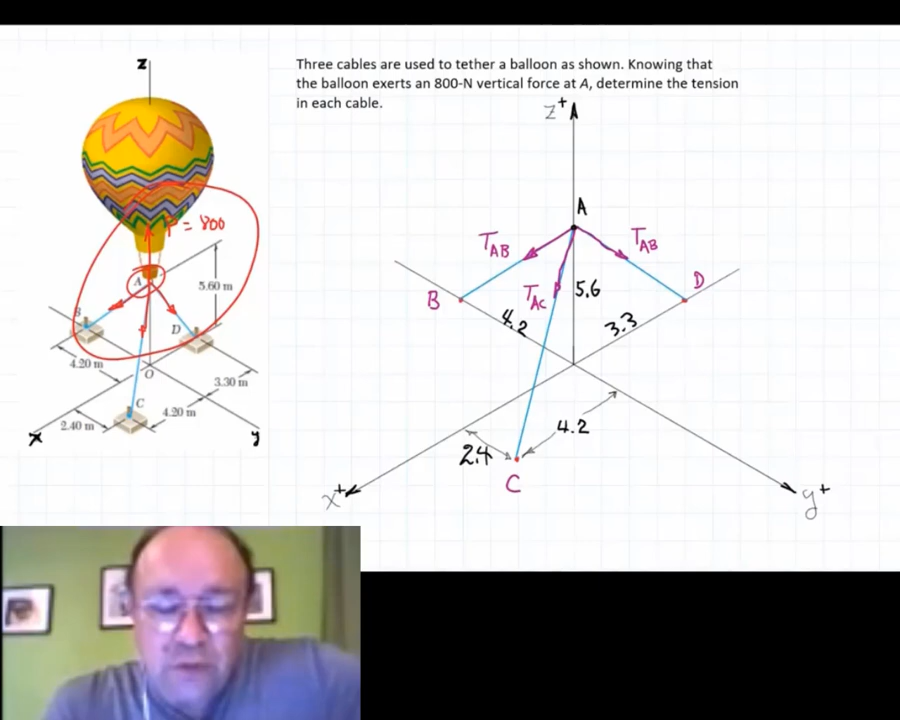 Three cables are used to tether a balloon as shown. Knowing that
the balloon exerts an 800-N vertical force at A, determine the tension
in each cable.
z
P = 800
A
5.60 m
B
D
4.20 m
O
3.30 m
C
4.20 m
2.40 m
x
y
z+
A
TAB
TAB
B
TAC
5.6
D
4.2
3.3
4.2
2.4
C
x+
y+